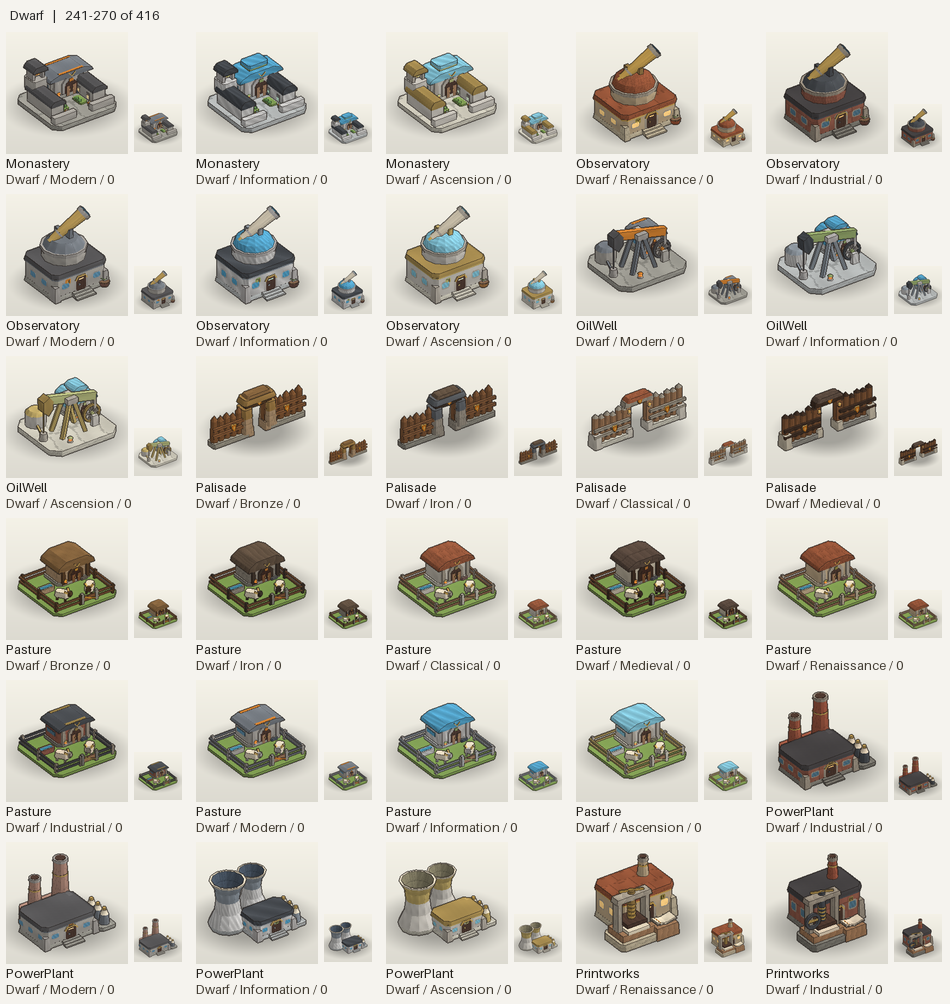 Dwarf | 241-270 of 416
Monastery
Dwarf / Modern / 0
Monastery
Dwarf / Information / 0
Monastery
Dwarf / Ascension / 0
Observatory
Dwarf / Renaissance / 0
Observatory
Dwarf / Industrial / 0
Observatory
Dwarf / Modern / 0
Observatory
Dwarf / Information / 0
Observatory
Dwarf / Ascension / 0
OilWell
Dwarf / Modern / 0
OilWell
Dwarf / Information / 0
OilWell
Dwarf / Ascension / 0
Palisade
Dwarf / Bronze / 0
Palisade
Dwarf / Iron / 0
Palisade
Dwarf / Classical / 0
Palisade
Dwarf / Medieval / 0
Pasture
Dwarf / Bronze / 0
Pasture
Dwarf / Iron / 0
Pasture
Dwarf / Classical / 0
Pasture
Dwarf / Medieval / 0
Pasture
Dwarf / Renaissance / 0
Pasture
Dwarf / Industrial / 0
Pasture
Dwarf / Modern / 0
Pasture
Dwarf / Information / 0
Pasture
Dwarf / Ascension / 0
PowerPlant
Dwarf / Industrial / 0
PowerPlant
Dwarf / Modern / 0
PowerPlant
Dwarf / Information / 0
PowerPlant
Dwarf / Ascension / 0
Printworks
Dwarf / Renaissance / 0
Printworks
Dwarf / Industrial / 0